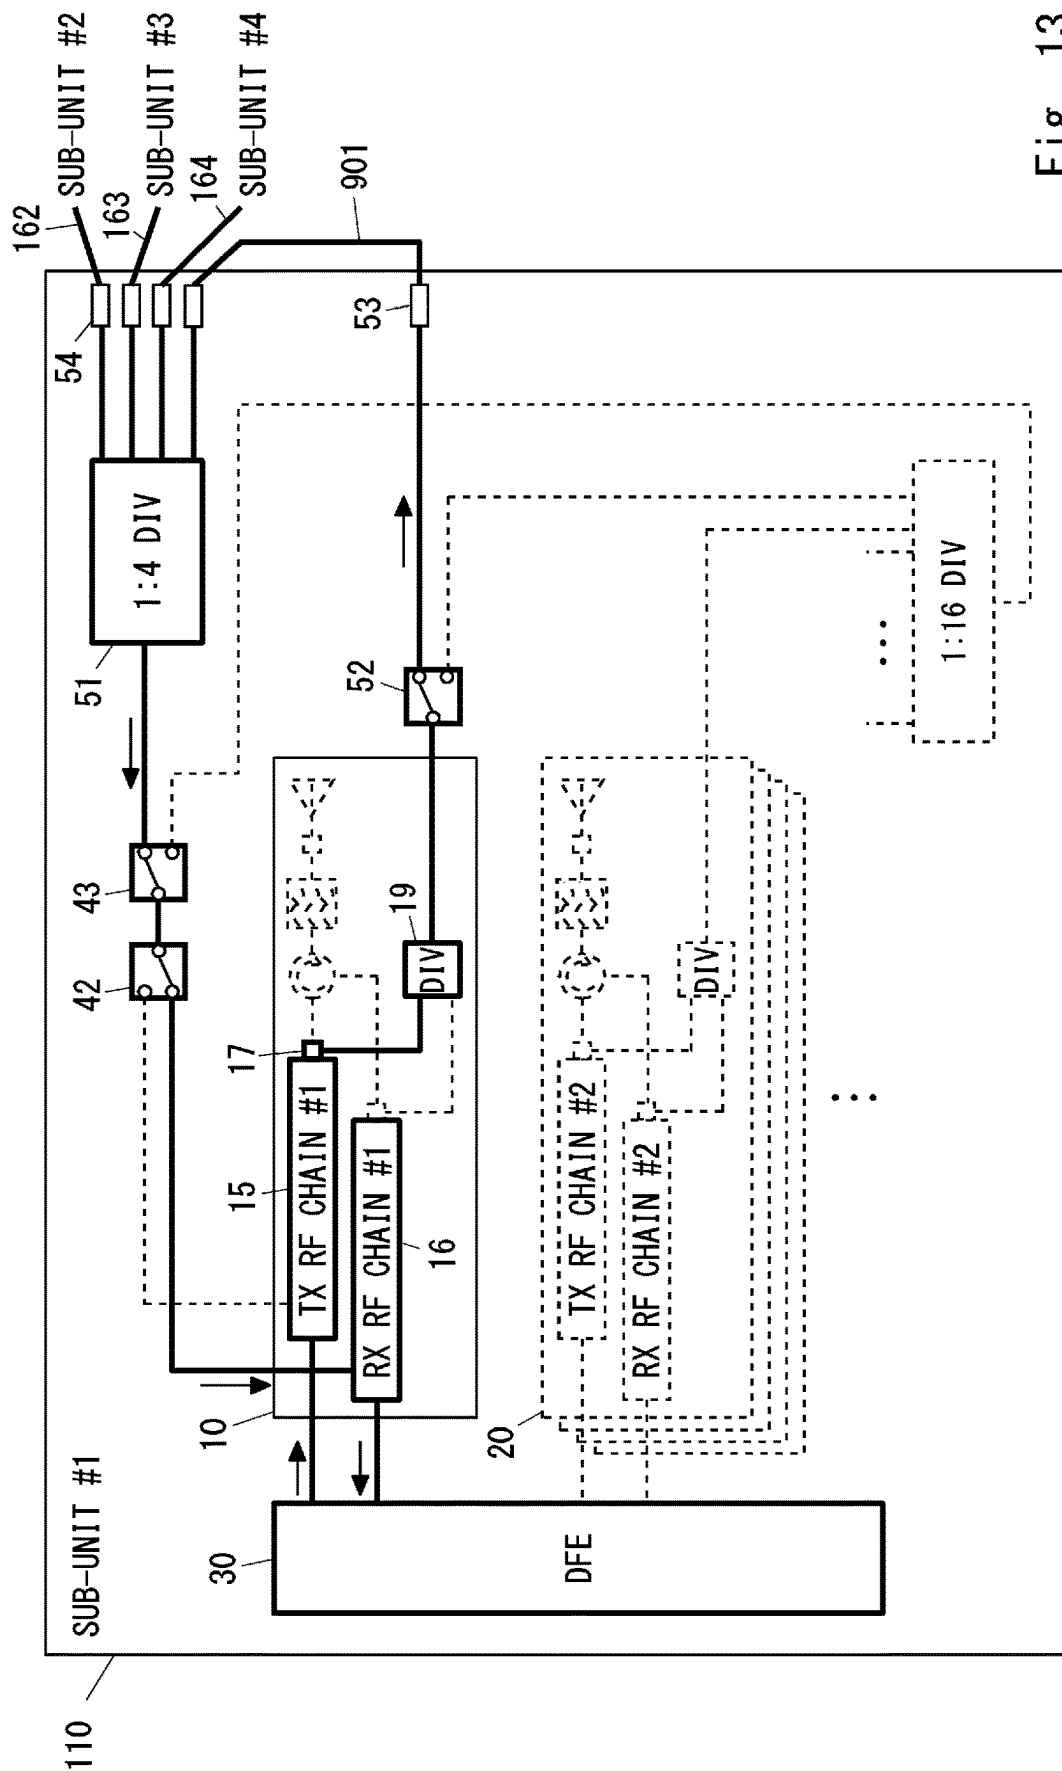 110
SUB-UNIT #1
30
DFE
10
15
TX RF CHAIN #1
17
RX RF CHAIN #1
16
DIV
19
42
43
51
1:4 DIV
54
162
SUB-UNIT #2
163
SUB-UNIT #3
164
SUB-UNIT #4
901
53
52
20
TX RF CHAIN #2
RX RF CHAIN #2
DIV
1:16 DIV
Fig. 13